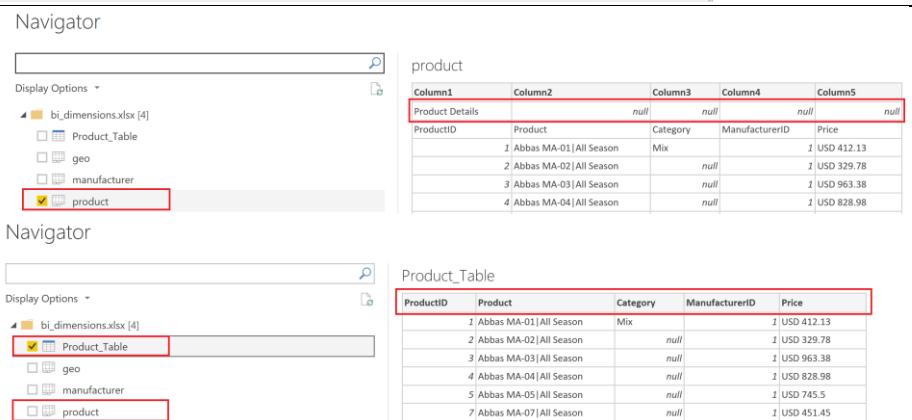 Navigator
Display Options
bi_dimensions.xlsx [4]
Product_Table
geo
manufacturer
product
product
Column1 Column2 Column3 Column4 Column5
Product Details null null null null
ProductID Product Category ManufacturerID Price
1 Abbas MA-01|All Season Mix 1 USD 412.13
2 Abbas MA-02|All Season null 1 USD 329.78
3 Abbas MA-03|All Season null 1 USD 963.38
4 Abbas MA-04|All Season null 1 USD 828.98
Navigator
Display Options
bi_dimensions.xlsx [4]
Product_Table
geo
manufacturer
product
Product_Table
ProductID Product Category ManufacturerID Price
1 Abbas MA-01|All Season Mix 1 USD 412.13
2 Abbas MA-02|All Season null 1 USD 329.78
3 Abbas MA-03|All Season null 1 USD 963.38
4 Abbas MA-04|All Season null 1 USD 828.98
5 Abbas MA-05|All Season null 1 USD 745.5
7 Abbas MA-07|All Season null 1 USD 451.45